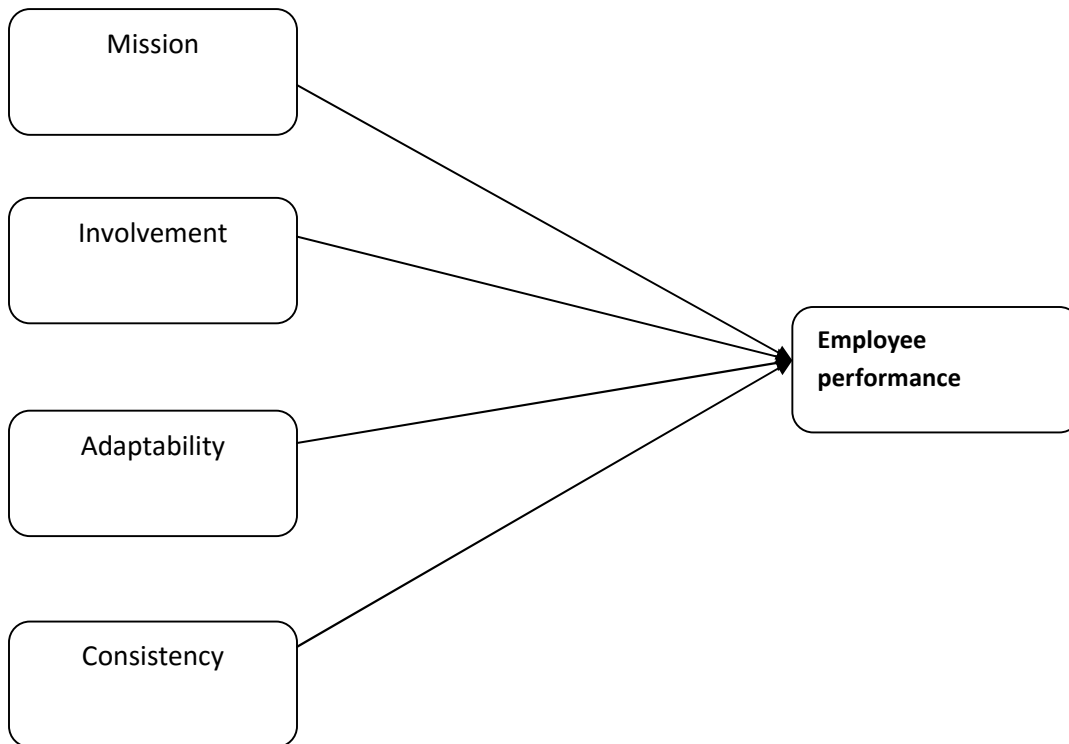 Mission
Involvement
Employee
performance
Adaptability
Consistency